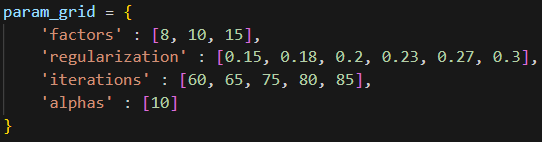 param_grid = {
    'factors' : [8, 10, 15],
    'regularization' : [0.15, 0.18, 0.2, 0.23, 0.27, 0.3],
    'iterations' : [60, 65, 75, 80, 85],
    'alphas' : [10]
}